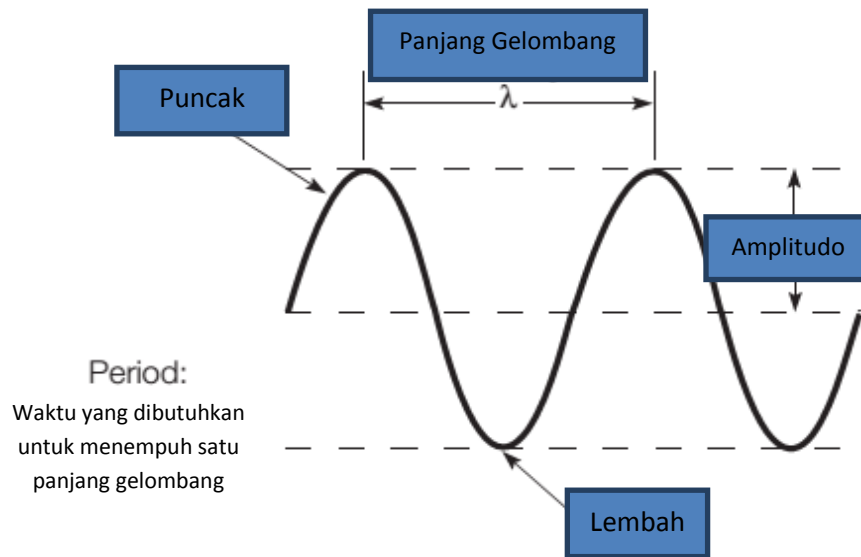 Panjang Gelombang
Puncak
λ
Amplitudo
Period:
Waktu yang dibutuhkan
untuk menempuh satu
panjang gelombang
Lembah